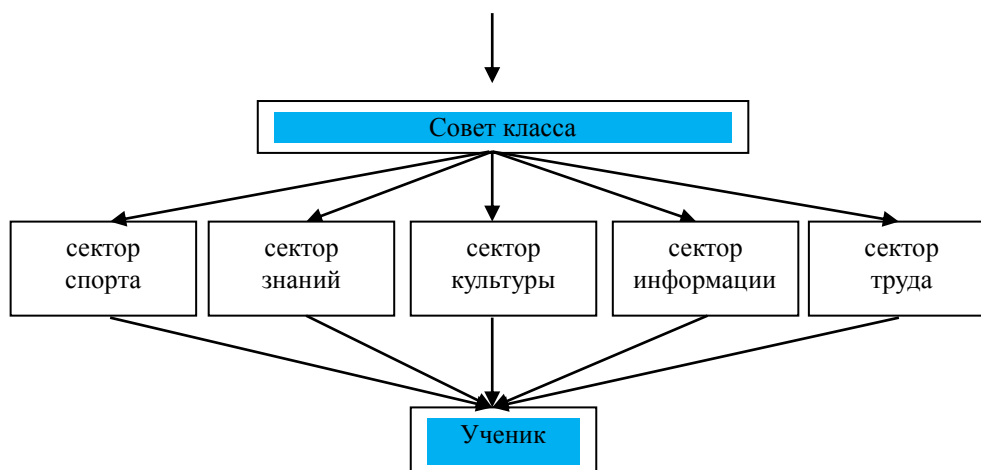 Совет класса
сектор
спорта
сектор
знаний
сектор
культуры
сектор
информации
сектор
труда
Ученик